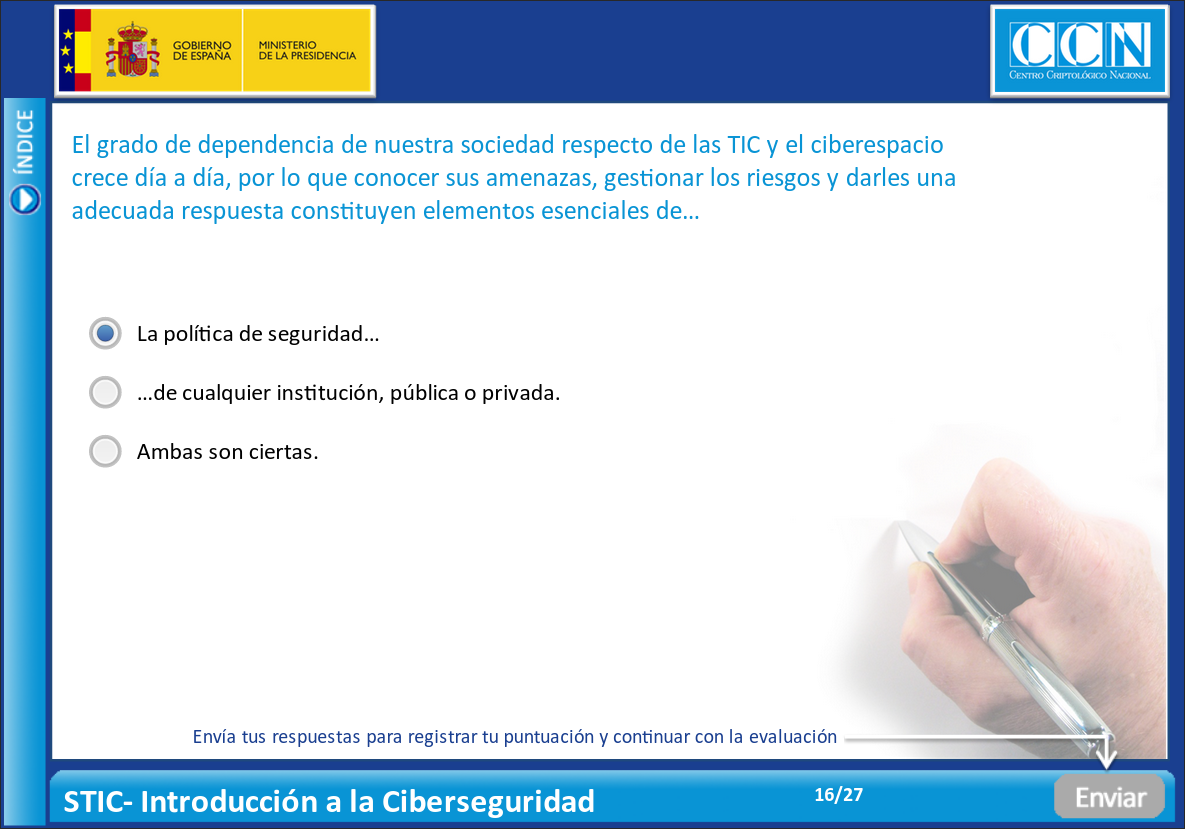 GOBIERNO
DE ESPAÑA
MINISTERIO
DE LA PRESIDENCIA
CCN
CENTRO CRIPTOLÓGICO NACIONAL
ÍNDICE
El grado de dependencia de nuestra sociedad respecto de las TIC y el ciberespacio
crece día a día, por lo que conocer sus amenazas, gestionar los riesgos y darles una
adecuada respuesta constituyen elementos esenciales de…
La política de seguridad…
…de cualquier institución, pública o privada.
Ambas son ciertas.
Envía tus respuestas para registrar tu puntuación y continuar con la evaluación
STIC- Introducción a la Ciberseguridad
16/27
Enviar